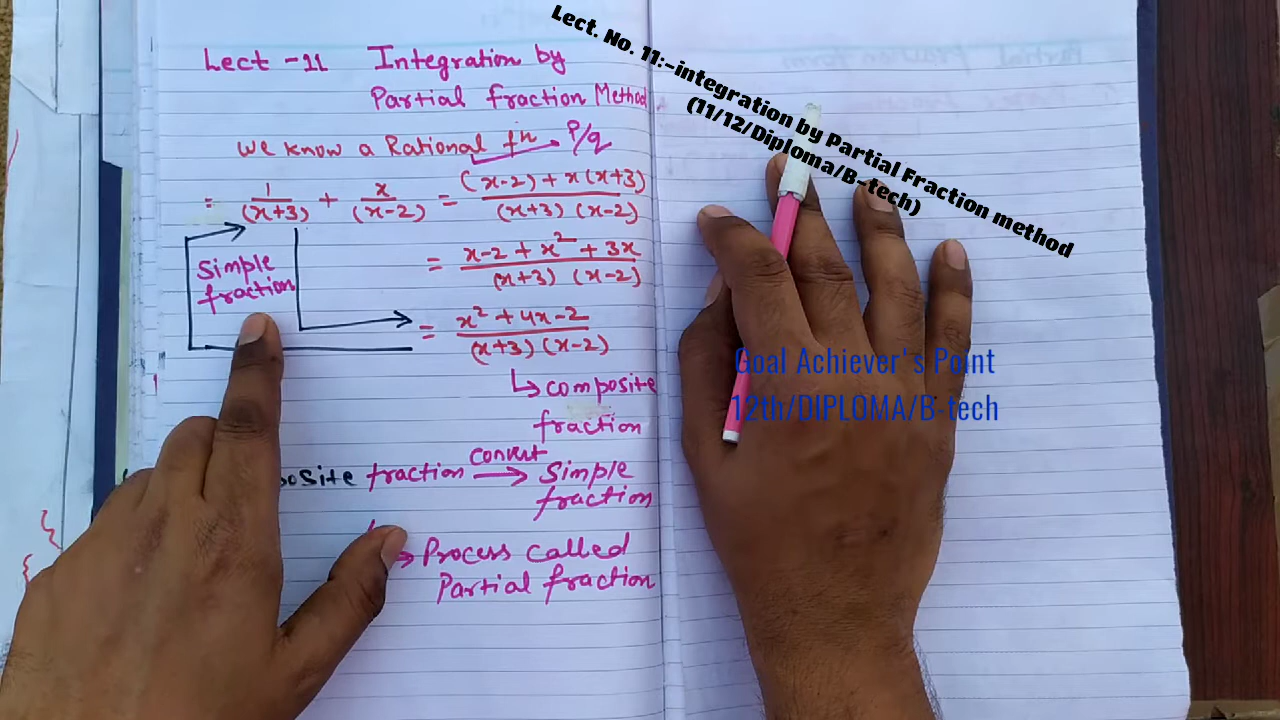 Lect -11 Integration by
Partial fraction Method
we know a Rational fn → P/q
= 1/(x+3) + x/(x-2) = (x-2) + x(x+3)/(x+3) (x-2)
= x-2 + x² + 3x/(x+3) (x-2)
Simple
fraction
= x² + 4x-2/(x+3) (x-2)
↳ composite
fraction
fraction convert → Simple
fraction
→ Process called
Partial fraction
Lect. No. 11:-integration by Partial Fraction method
(11/12/Diploma/B-tech)
Goal Achiever's Point
12th/DIPLOMA/B-tech